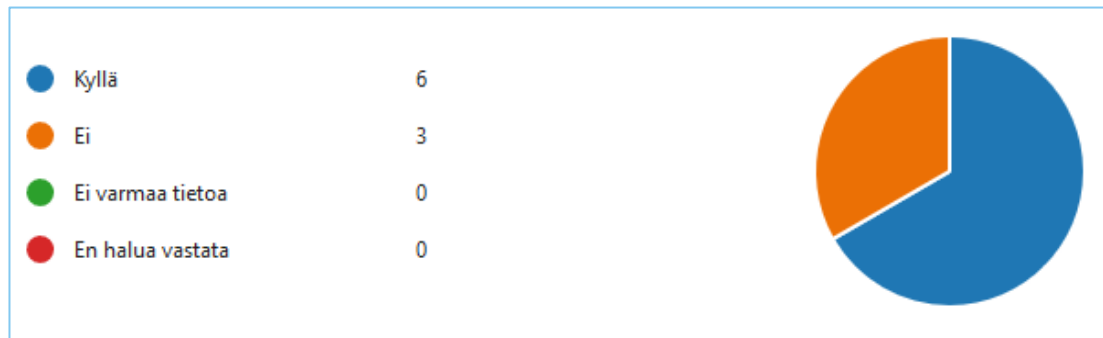 Kyllä 6
Ei 3
Ei varmaa tietoa 0
En halua vastata 0